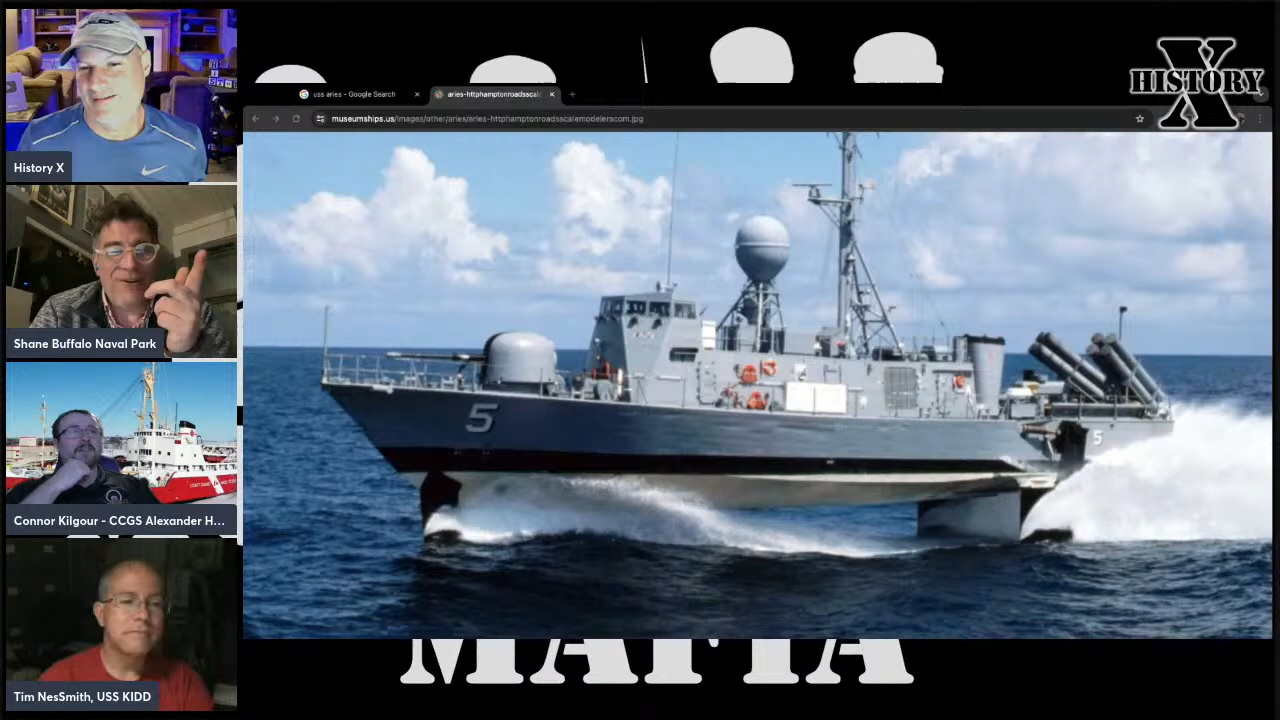 History X
Shane Buffalo Naval Park
Connor Kilgour - CCGS Alexander H...
Tim NesSmith, USS KIDD
uss aries - Google Search
aries-httphamptonroadsscal
museumships.us/images/other/aries/aries-httphamptonroadsscalemodelerscom.jpg
X
HISTORY
5
5
MAFIA